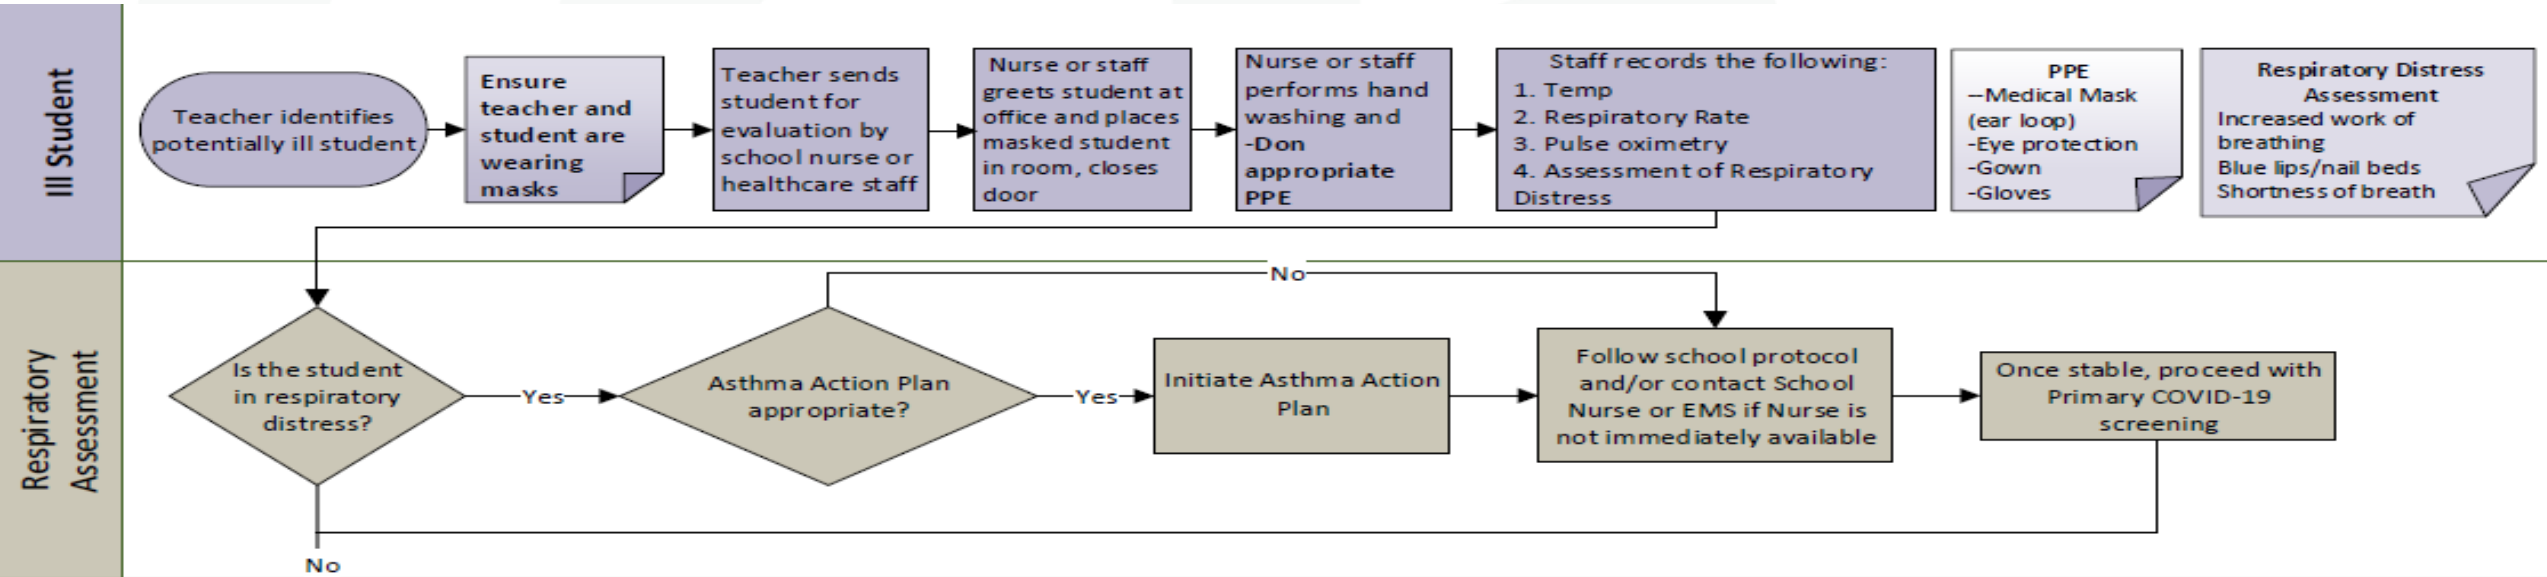 Ill Student
Teacher identifies
potentially ill student
Ensure
teacher and
student are
wearing
masks
Teacher sends
student for
evaluation by
school nurse or
healthcare staff
Nurse or staff
greets student at
office and places
masked student
in room, closes
door
Nurse or staff
performs hand
washing and
-Don
appropriate
PPE
Staff records the following:
1. Temp
2. Respiratory Rate
3. Pulse oximetry
4. Assessment of Respiratory
Distress
PPE
--Medical Mask
(ear loop)
-Eye protection
-Gown
-Gloves
Respiratory Distress
Assessment
Increased work of
breathing
Blue lips/nail beds
Shortness of breath
Respiratory
Assessment
Is the student
in respiratory
distress?
Yes
Asthma Action Plan
appropriate?
No
Yes
Initiate Asthma Action
Plan
Follow school protocol
and/or contact School
Nurse or EMS if Nurse is
not immediately available
Once stable, proceed with
Primary COVID-19
screening
No